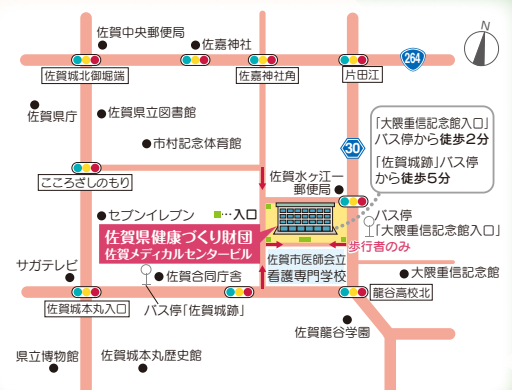 N
佐賀中央郵便局
佐嘉神社
264
佐賀城北御堀端
佐嘉神社角
片田江
佐賀県庁
佐賀県立図書館
市村記念体育館
30
「大隈重信記念館入口」
バス停から徒歩2分
「佐賀城跡」バス停
から徒歩5分
こころざしのもり
佐賀水ヶ江一
郵便局
セブンイレブン
…入口
バス停
「大隈重信記念館入口」
佐賀県健康づくり財団
佐賀メディカルセンタービル
歩行者のみ
佐賀市医師会立
看護専門学校
サガテレビ
佐賀合同庁舎
大隈重信記念館
佐賀城本丸入口
バス停「佐賀城跡」
龍谷高校北
佐賀龍谷学園
県立博物館
佐賀城本丸歴史館